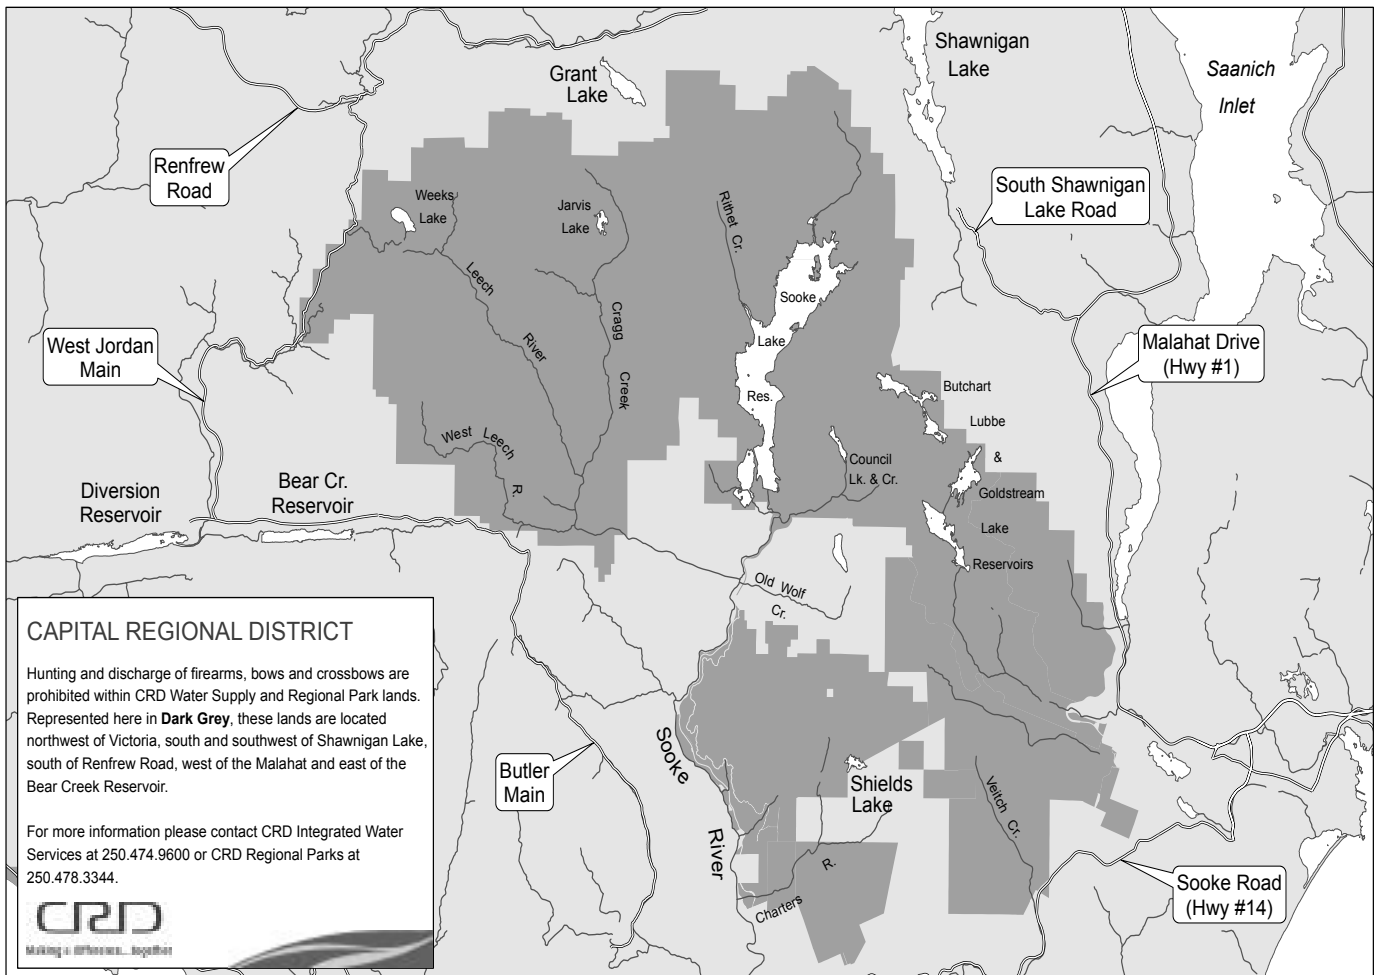 Shawnigan
Lake
Saanich
Inlet
Grant
Lake
Renfrew
Road
Weeks
Lake
Jarvis
Lake
Rithet Cr.
South Shawnigan
Lake Road
Leech
River
Cragg
Creek
Sooke
Lake
Res.
West Jordan
Main
Malahat Drive
(Hwy #1)
Butchart
Lubbe
&
Goldstream
Lake
Reservoirs
West Leech
R.
Council
Lk. & Cr.
Diversion
Reservoir
Bear Cr.
Reservoir
Old Wolf
Cr.
CAPITAL REGIONAL DISTRICT
Hunting and discharge of firearms, bows and crossbows are
prohibited within CRD Water Supply and Regional Park lands.
Represented here in Dark Grey, these lands are located
northwest of Victoria, south and southwest of Shawnigan Lake,
south of Renfrew Road, west of the Malahat and east of the
Bear Creek Reservoir.
For more information please contact CRD Integrated Water
Services at 250.474.9600 or CRD Regional Parks at
250.478.3344.
CRD
Making a difference...together
Sooke
River
Butler
Main
Shields
Lake
Veitch Cr.
Charters R.
Sooke Road
(Hwy #14)